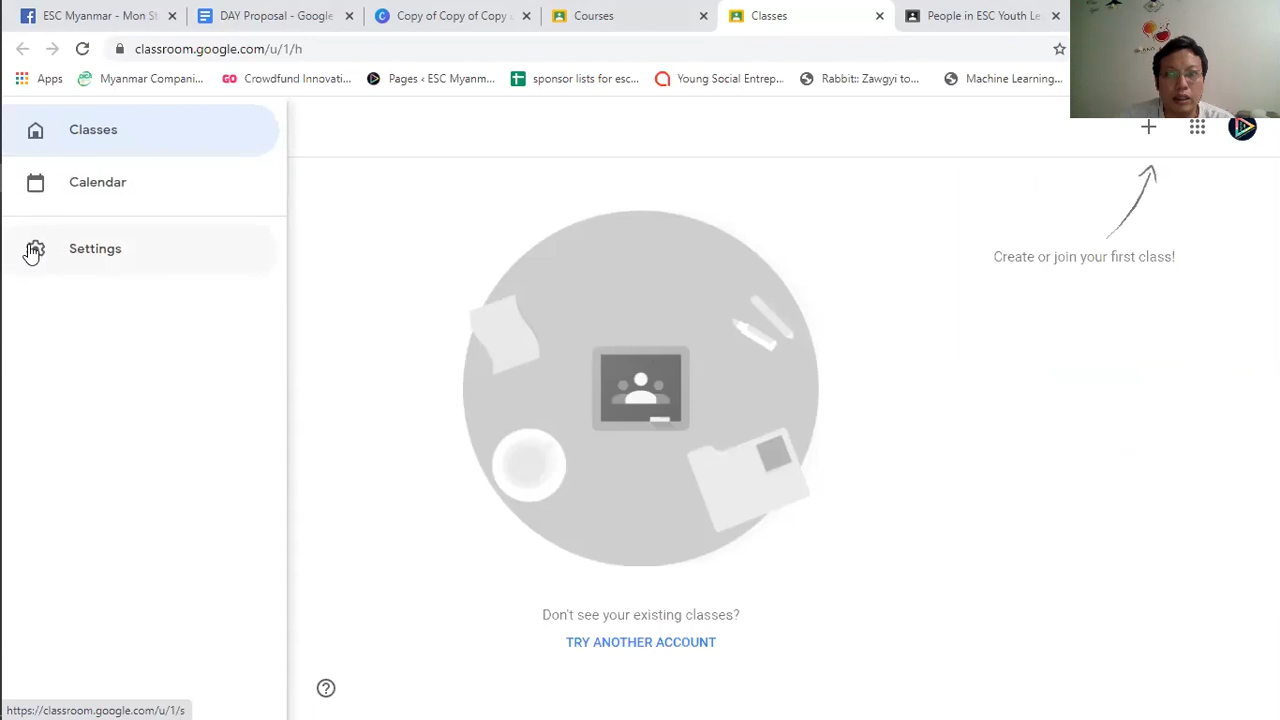 ESC Myanmar - Mon St
DAY Proposal - Google
Copy of Copy of Copy
Courses
Classes
People in ESC Youth Le
classroom.google.com/u/1/h
Apps
Myanmar Compani...
GO Crowdfund Innovati...
Pages ‹ ESC Myanm...
sponsor lists for esc...
Young Social Entrep...
Rabbit:: Zawgyi to...
Machine Learning...
Classes
Calendar
Settings
Create or join your first class!
Don't see your existing classes?
TRY ANOTHER ACCOUNT
https://classroom.google.com/u/1/s